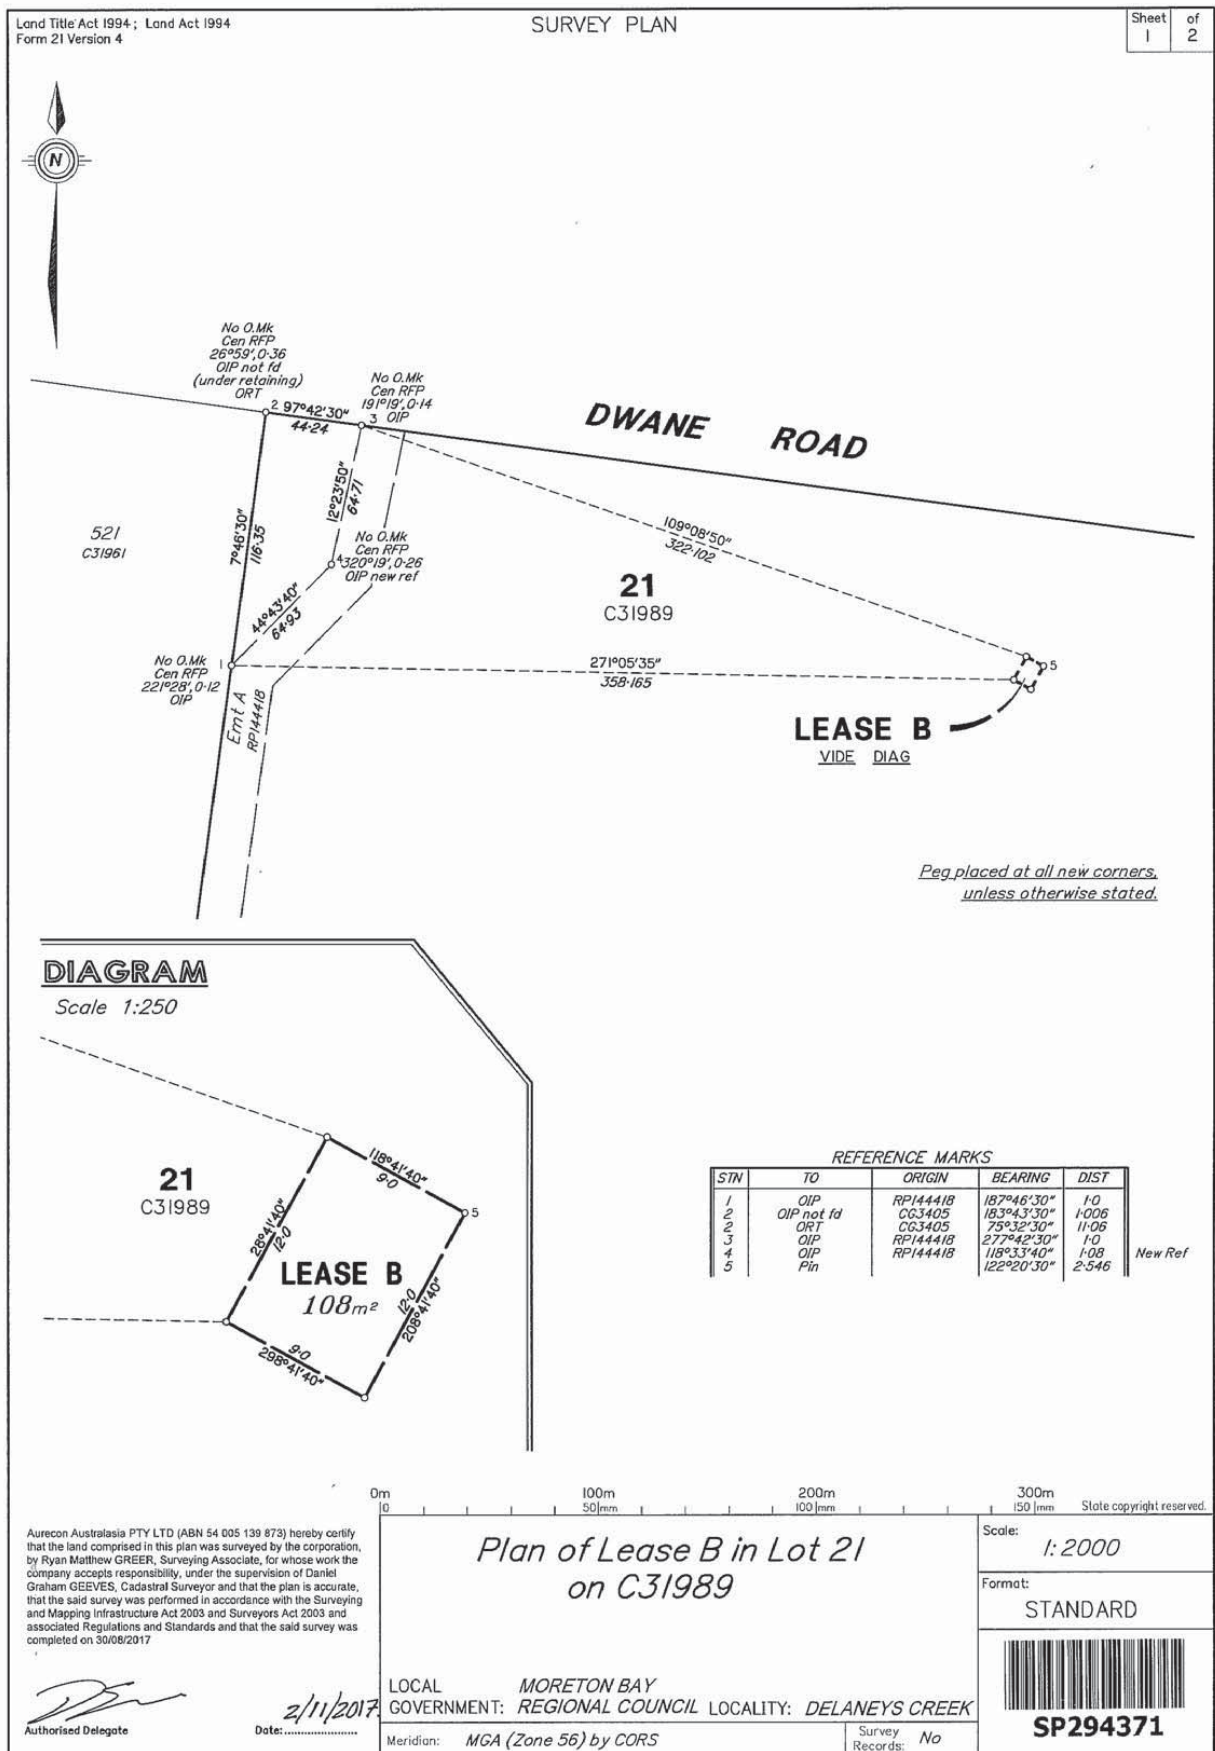 Land Title Act 1994 ; Land Act 1994
Form 21 Version 4
SURVEY PLAN
Sheet of
1 2
N
No O.Mk
Cen RFP
26°59',0·36
OIP not fd
(under retaining)
ORT
No O.Mk
Cen RFP
191°19',0·14
OIP
2 97°42'30"
44·24
3
DWANE ROAD
12°23'50"
64·71
109°08'50"
322·102
521
C31961
7°46'30"
116·35
No O.Mk
Cen RFP
4 320°19',0·26
OIP new ref
21
C31989
44°43'40"
64·93
No O.Mk
Cen RFP
221°28',0·12
OIP
1
271°05'35"
358·165
5
Emt A
RP144418
LEASE B
VIDE DIAG
Peg placed at all new corners,
unless otherwise stated.
DIAGRAM
Scale 1:250
118°41'40"
9·0
21
C31989
5
28°41'40"
12·0
LEASE B
108m²
12·0
208°41'40"
9·0
298°41'40"
REFERENCE MARKS
STN TO ORIGIN BEARING DIST
1 OIP RP144418 187°46'30" 1·0
2 OIP not fd CG3405 183°43'30" 1·006
2 ORT CG3405 75°32'30" 11·06
3 OIP RP144418 277°42'30" 1·0
4 OIP RP144418 118°33'40" 1·08 New Ref
5 Pin 122°20'30" 2·546
0m 100m 200m 300m
0 50mm 100mm 150mm State copyright reserved.
Aurecon Australasia PTY LTD (ABN 54 005 139 873) hereby certify
that the land comprised in this plan was surveyed by the corporation,
by Ryan Matthew GREER, Surveying Associate, for whose work the
company accepts responsibility, under the supervision of Daniel
Graham GEEVES, Cadastral Surveyor and that the plan is accurate,
that the said survey was performed in accordance with the Surveying
and Mapping Infrastructure Act 2003 and Surveyors Act 2003 and
associated Regulations and Standards and that the said survey was
completed on 30/08/2017
2/11/2017
Authorised Delegate Date:....................
Plan of Lease B in Lot 21
on C31989
LOCAL MORETON BAY
GOVERNMENT: REGIONAL COUNCIL LOCALITY: DELANEYS CREEK
Meridian: MGA (Zone 56) by CORS
Survey
Records: No
Scale:
1:2000
Format:
STANDARD
SP294371